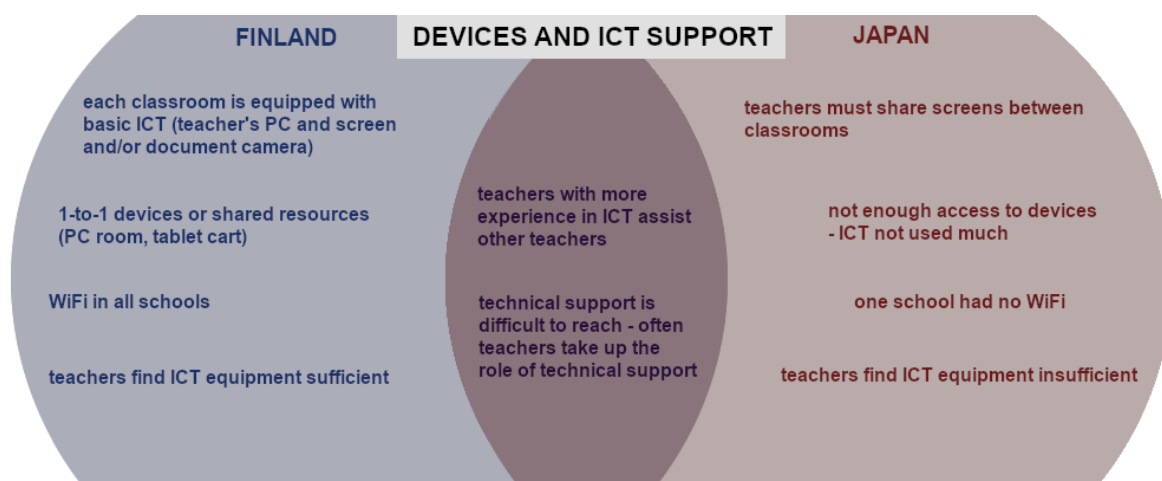 FINLAND
DEVICES AND ICT SUPPORT
JAPAN
each classroom is equipped with
basic ICT (teacher's PC and screen
and/or document camera)
1-to-1 devices or shared resources
(PC room, tablet cart)
WiFi in all schools
teachers find ICT equipment sufficient
teachers with more
experience in ICT assist
other teachers
technical support is
difficult to reach - often
teachers take up the
role of technical support
teachers must share screens between
classrooms
not enough access to devices
- ICT not used much
one school had no WiFi
teachers find ICT equipment insufficient